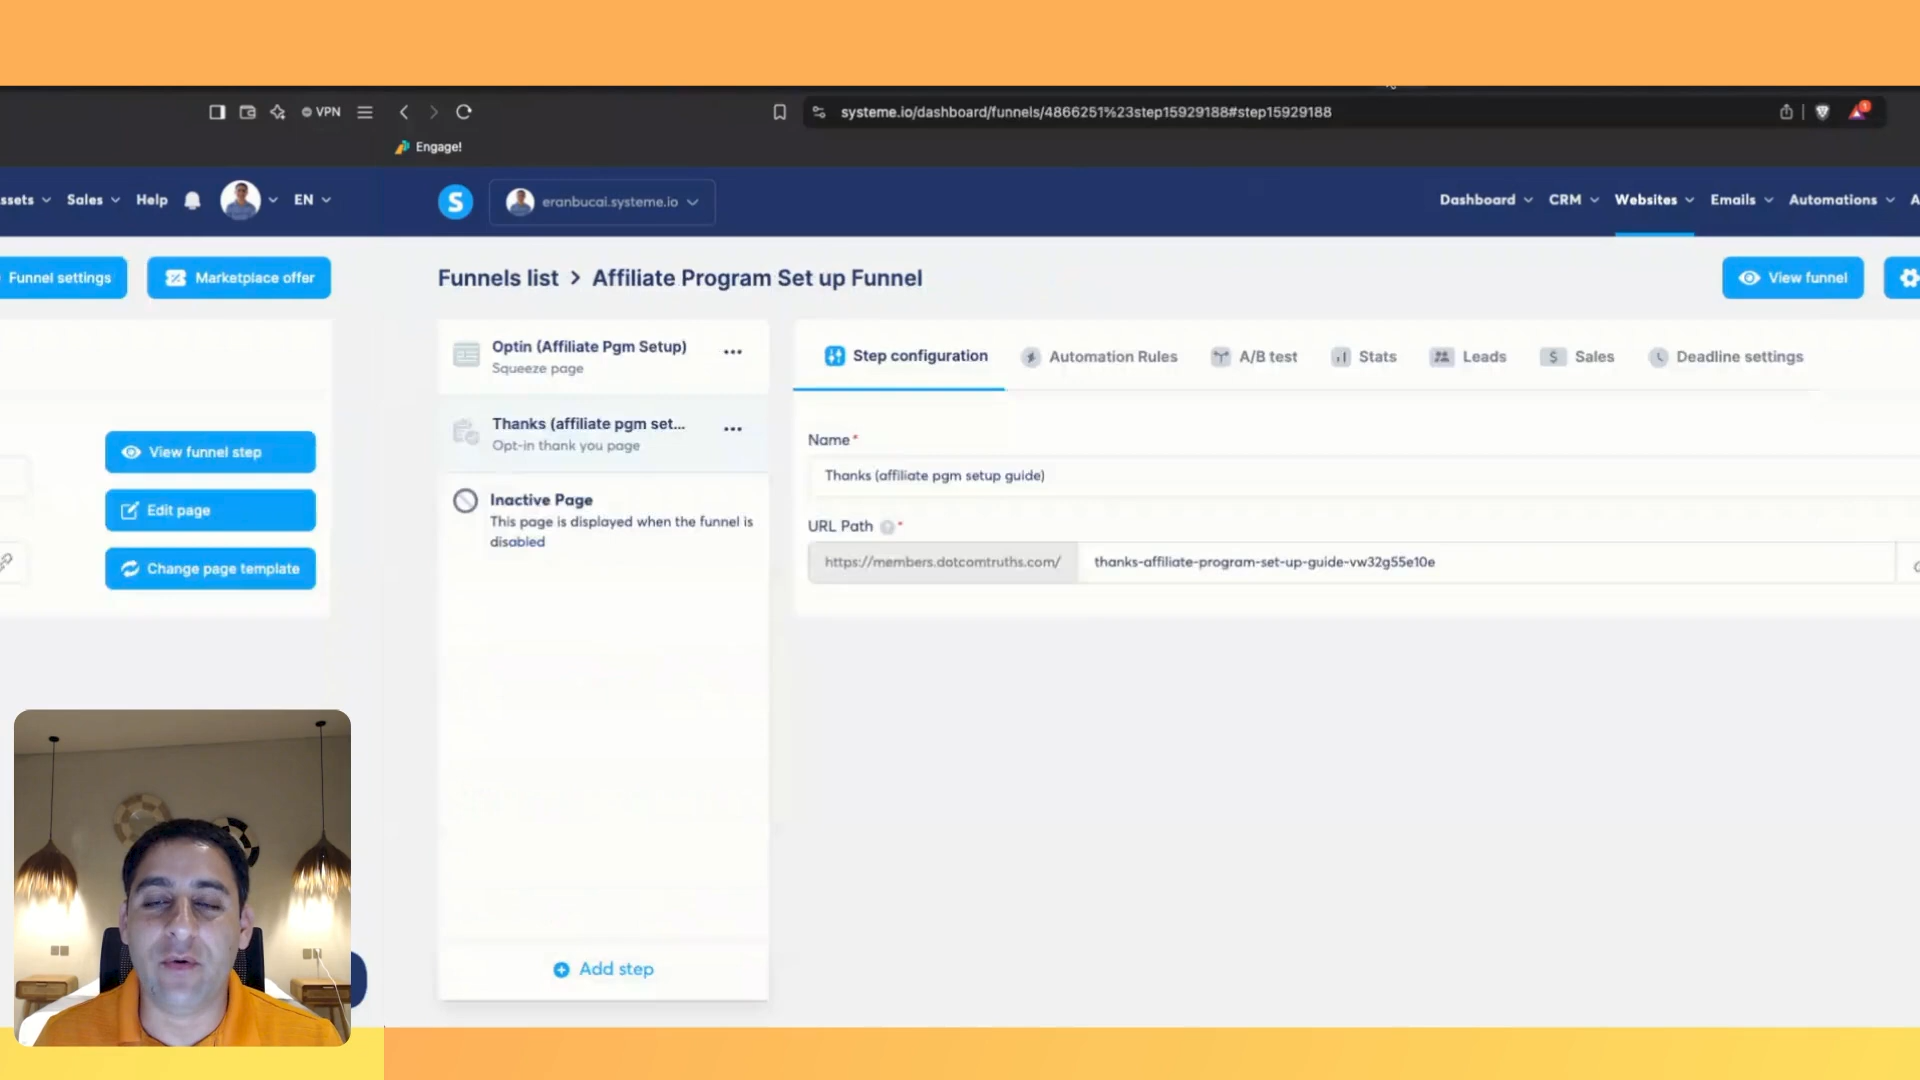 VPN
systeme.io/dashboard/funnels/4866251%23step15929188#step15929188
1
Engage!
ssets
Sales
Help
EN
S
eranbucai.systeme.io
Dashboard
CRM
Websites
Emails
Automations
A
Funnel settings
Marketplace offer
Funnels list > Affiliate Program Set up Funnel
View funnel
View funnel step
Edit page
Change page template
Optin (Affiliate Pgm Setup)
Squeeze page
Thanks (affiliate pgm set...
Opt-in thank you page
Inactive Page
This page is displayed when the funnel is
disabled
Add step
Step configuration
Automation Rules
A/B test
Stats
Leads
Sales
Deadline settings
Name*
Thanks (affiliate pgm setup guide)
URL Path *
https://members.dotcomtruths.com/
thanks-affiliate-program-set-up-guide-vw32g55e10e